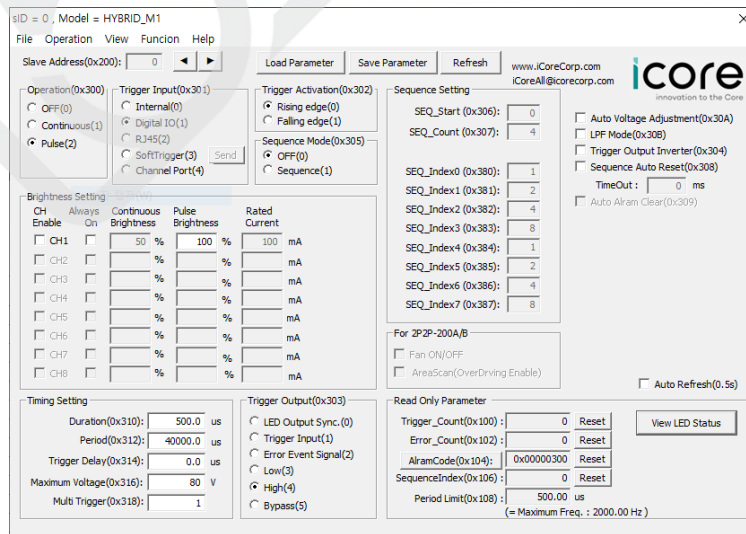 sID = 0 , Model = HYBRID_M1
File Operation View Funcion Help
Slave Address(0x200): 0 ◄ ►
Load Parameter Save Parameter Refresh
www.iCoreCorp.com
iCoreAll@icorecorp.com
icore
innovation to the Core
Operation(0x300)
OFF(0)
Continuous(1)
Pulse(2)
Trigger Input(0x301)
Internal(0)
Digital IO(1)
RJ45(2)
SoftTrigger(3) Send
Channel Port(4)
Trigger Activation(0x302)
Rising edge(0)
Falling edge(1)
Sequence Mode(0x305)
OFF(0)
Sequence(1)
Sequence Setting
SEQ_Start (0x306): 0
SEQ_Count (0x307): 4
SEQ_Index0 (0x380): 1
SEQ_Index1 (0x381): 2
SEQ_Index2 (0x382): 4
SEQ_Index3 (0x383): 8
SEQ_Index4 (0x384): 1
SEQ_Index5 (0x385): 2
SEQ_Index6 (0x386): 4
SEQ_Index7 (0x387): 8
Auto Voltage Adjustment(0x30A)
LPF Mode(0x30B)
Trigger Output Inverter(0x304)
Sequence Auto Reset(0x308)
TimeOut : 0 ms
Auto Alram Clear(0x309)
Brightness Setting
CH Always Continuous Pulse Rated
Enable On Brightness Brightness Current
CH1 50 % 100 % 100 mA
CH2 % % mA
CH3 % % mA
CH4 % % mA
CH5 % % mA
CH6 % % mA
CH7 % % mA
CH8 % % mA
For 2P2P-200A/B
Fan ON/OFF
AreaScan(OverDrving Enable)
Auto Refresh(0.5s)
Timing Setting
Duration(0x310): 500.0 us
Period(0x312): 40000.0 us
Trigger Delay(0x314): 0.0 us
Maximum Voltage(0x316): 80 V
Multi Trigger(0x318): 1
Trigger Output(0x303)
LED Output Sync.(0)
Trigger Input(1)
Error Event Signal(2)
Low(3)
High(4)
Bypass(5)
Read Only Parameter
Trigger_Count(0x100) : 0 Reset
Error_Count(0x102) : 0 Reset
AlramCode(0x104): 0x00000300 Reset
SequenceIndex(0x106) : 0 Reset
Period Limit(0x108) : 500.00 us
(= Maximum Freq. : 2000.00 Hz )
View LED Status